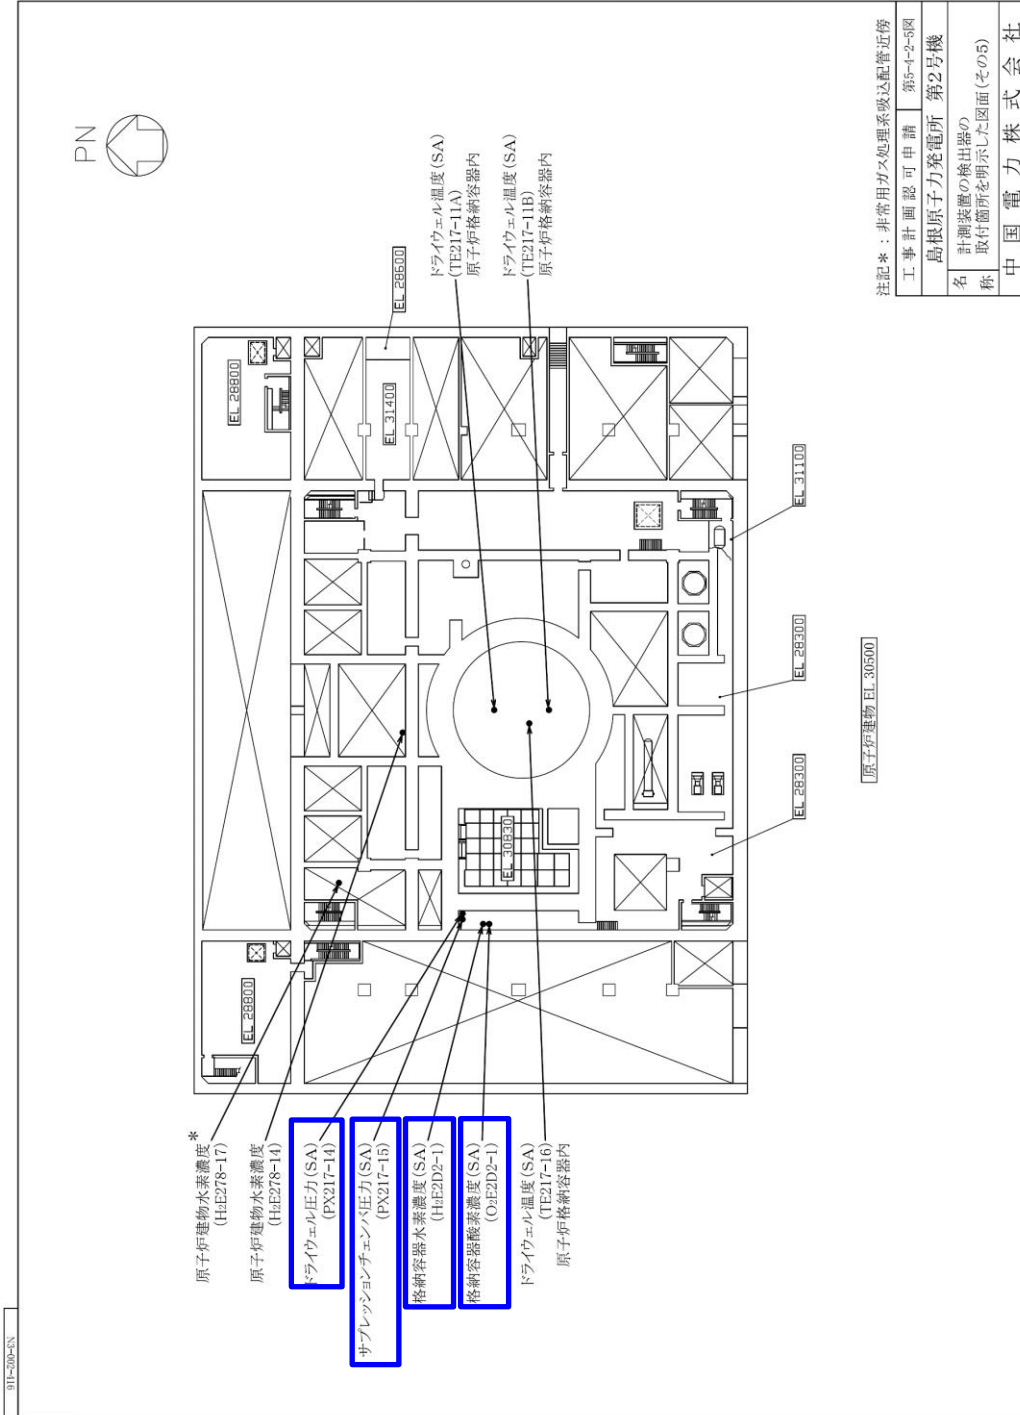 N3-002-116
PN
原子炉建物水素濃度*
(H₂E278-17)
原子炉建物水素濃度
(H₂E278-14)
ドライウェル圧力(SA)
(PX217-14)
サプレッションチェンバ圧力(SA)
(PX217-15)
格納容器水素濃度(SA)
(H₂E2D2-1)
格納容器酸素濃度(SA)
(O₂E2D2-1)
ドライウェル温度(SA)
(TE217-16)
原子炉格納容器内
EL 28800
EL 28800
EL 31400
EL 28600
EL 30830
ドライウェル温度(SA)
(TE217-11A)
原子炉格納容器内
ドライウェル温度(SA)
(TE217-11B)
原子炉格納容器内
EL 28300
EL 28300
EL 31100
原子炉建物 EL 30500
注記*：非常用ガス処理系吸込配管近傍
工事計画認可申請 第5-4-2-5図
島根原子力発電所 第2号機
名称 計測装置の検出器の
取付箇所を明示した図面(その5)
中国電力株式会社